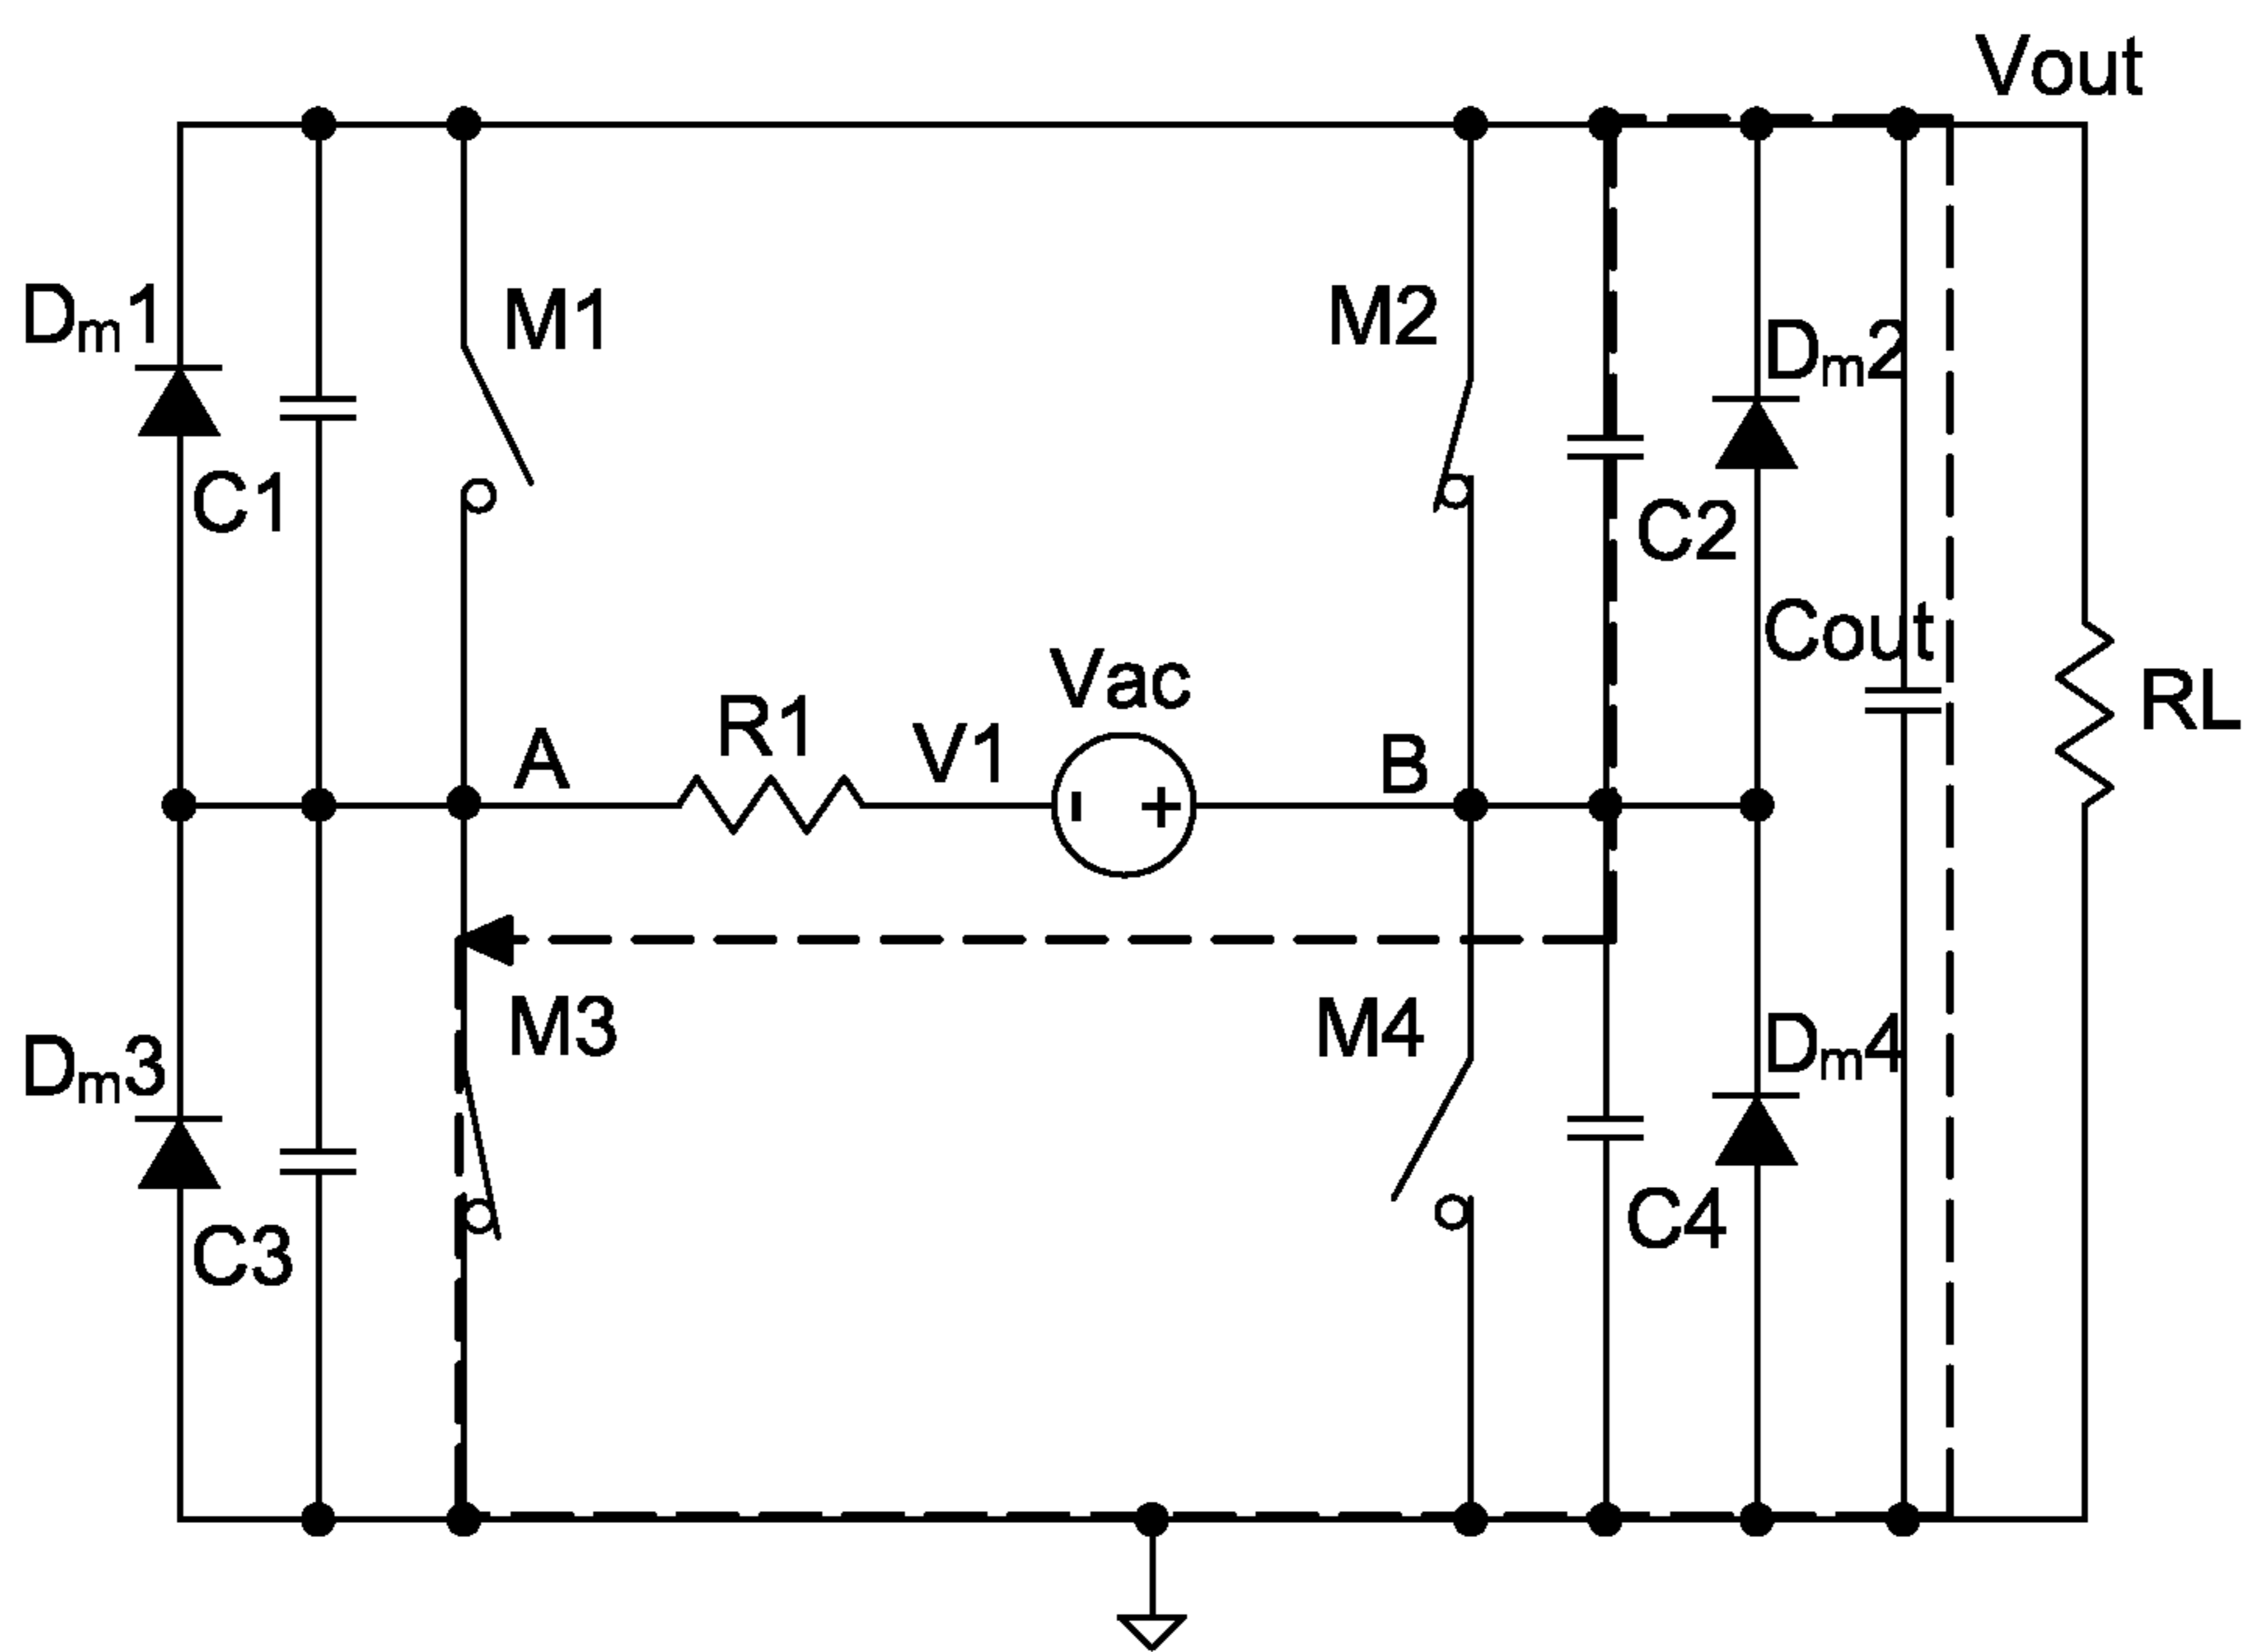 Vout
Dₘ1
M1
M2
Dₘ2
C1
C2
Cout
Vac
R1
V1
A
B
RL
M3
M4
Dₘ3
Dₘ4
C3
C4
- +